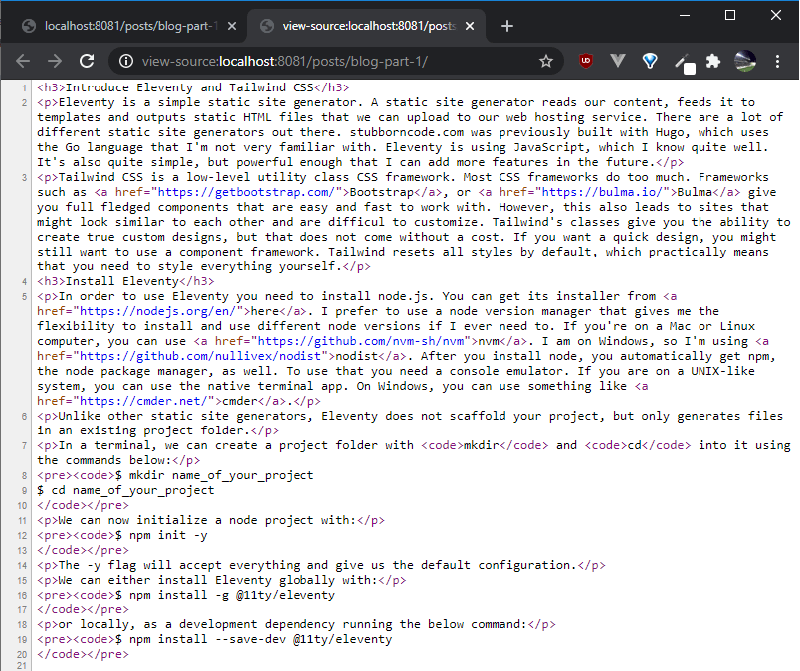 localhost:8081/posts/blog-part-1
view-source:localhost:8081/posts
view-source:localhost:8081/posts/blog-part-1/
1 <h3>Introduce Eleventy and Tailwind CSS</h3>
2 <p>Eleventy is a simple static site generator. A static site generator reads our content, feeds it to
templates and outputs static HTML files that we can upload to our web hosting service. There are a lot of
different static site generators out there. stubborncode.com was previously built with Hugo, which uses
the Go language that I'm not very familiar with. Eleventy is using JavaScript, which I know quite well.
It's also quite simple, but powerful enough that I can add more features in the future.</p>
3 <p>Tailwind CSS is a low-level utility class CSS framework. Most CSS frameworks do too much. Frameworks
such as <a href="https://getbootstrap.com/">Bootstrap</a>, or <a href="https://bulma.io/">Bulma</a> give
you full fledged components that are easy and fast to work with. However, this also leads to sites that
might look similar to each other and are difficul to customize. Tailwind's classes give you the ability to
create true custom designs, but that does not come without a cost. If you want a quick design, you might
still want to use a component framework. Tailwind resets all styles by default, which practically means
that you need to style everything yourself.</p>
4 <h3>Install Eleventy</h3>
5 <p>In order to use Eleventy you need to install node.js. You can get its installer from <a
href="https://nodejs.org/en/">here</a>. I prefer to use a node version manager that gives me the
flexibility to install and use different node versions if I ever need to. If you're on a Mac or Linux
computer, you can use <a href="https://github.com/nvm-sh/nvm">nvm</a>. I am on Windows, so I'm using <a
href="https://github.com/nullivex/nodist">nodist</a>. After you install node, you automatically get npm,
the node package manager, as well. To use that you need a console emulator. If you are on a UNIX-like
system, you can use the native terminal app. On Windows, you can use something like <a
href="https://cmder.net/">cmder</a>.</p>
6 <p>Unlike other static site generators, Eleventy does not scaffold your project, but only generates files
in an existing project folder.</p>
7 <p>In a terminal, we can create a project folder with <code>mkdir</code> and <code>cd</code> into it using
the commands below:</p>
8 <pre><code>$ mkdir name_of_your_project
9 $ cd name_of_your_project
10 </code></pre>
11 <p>We can now initialize a node project with:</p>
12 <pre><code>$ npm init -y
13 </code></pre>
14 <p>The -y flag will accept everything and give us the default configuration.</p>
15 <p>We can either install Eleventy globally with:</p>
16 <pre><code>$ npm install -g @11ty/eleventy
17 </code></pre>
18 <p>or locally, as a development dependency running the below command:</p>
19 <pre><code>$ npm install --save-dev @11ty/eleventy
20 </code></pre>
21